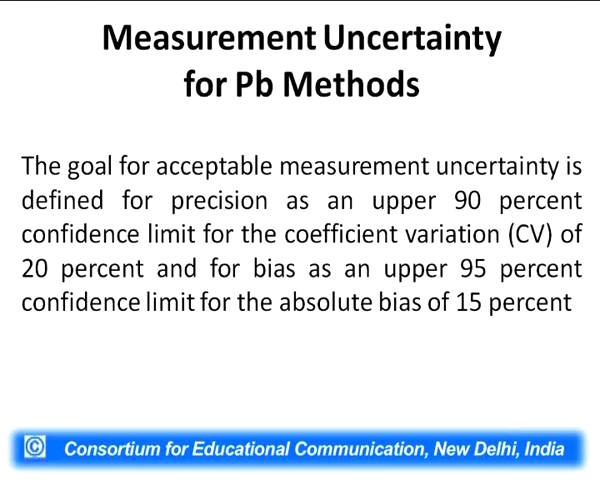 Measurement Uncertainty
for Pb Methods
The goal for acceptable measurement uncertainty is
defined for precision as an upper 90 percent
confidence limit for the coefficient variation (CV) of
20 percent and for bias as an upper 95 percent
confidence limit for the absolute bias of 15 percent
© Consortium for Educational Communication, New Delhi, India